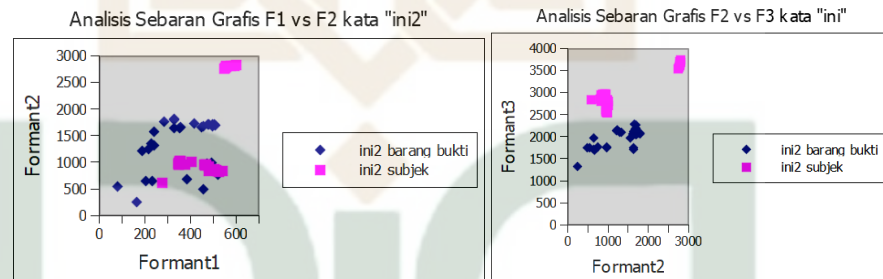 Analisis Sebaran Grafis F1 vs F2 kata "ini2"
3000
2500
2000
1500
1000
500
0
0 200 400 600
Formant2
Formant1
ini2 barang bukti
ini2 subjek
Analisis Sebaran Grafis F2 vs F3 kata "ini"
4000
3500
3000
2500
2000
1500
1000
500
0
0 1000 2000 3000
Formant3
Formant2
ini2 barang bukti
ini2 subjek